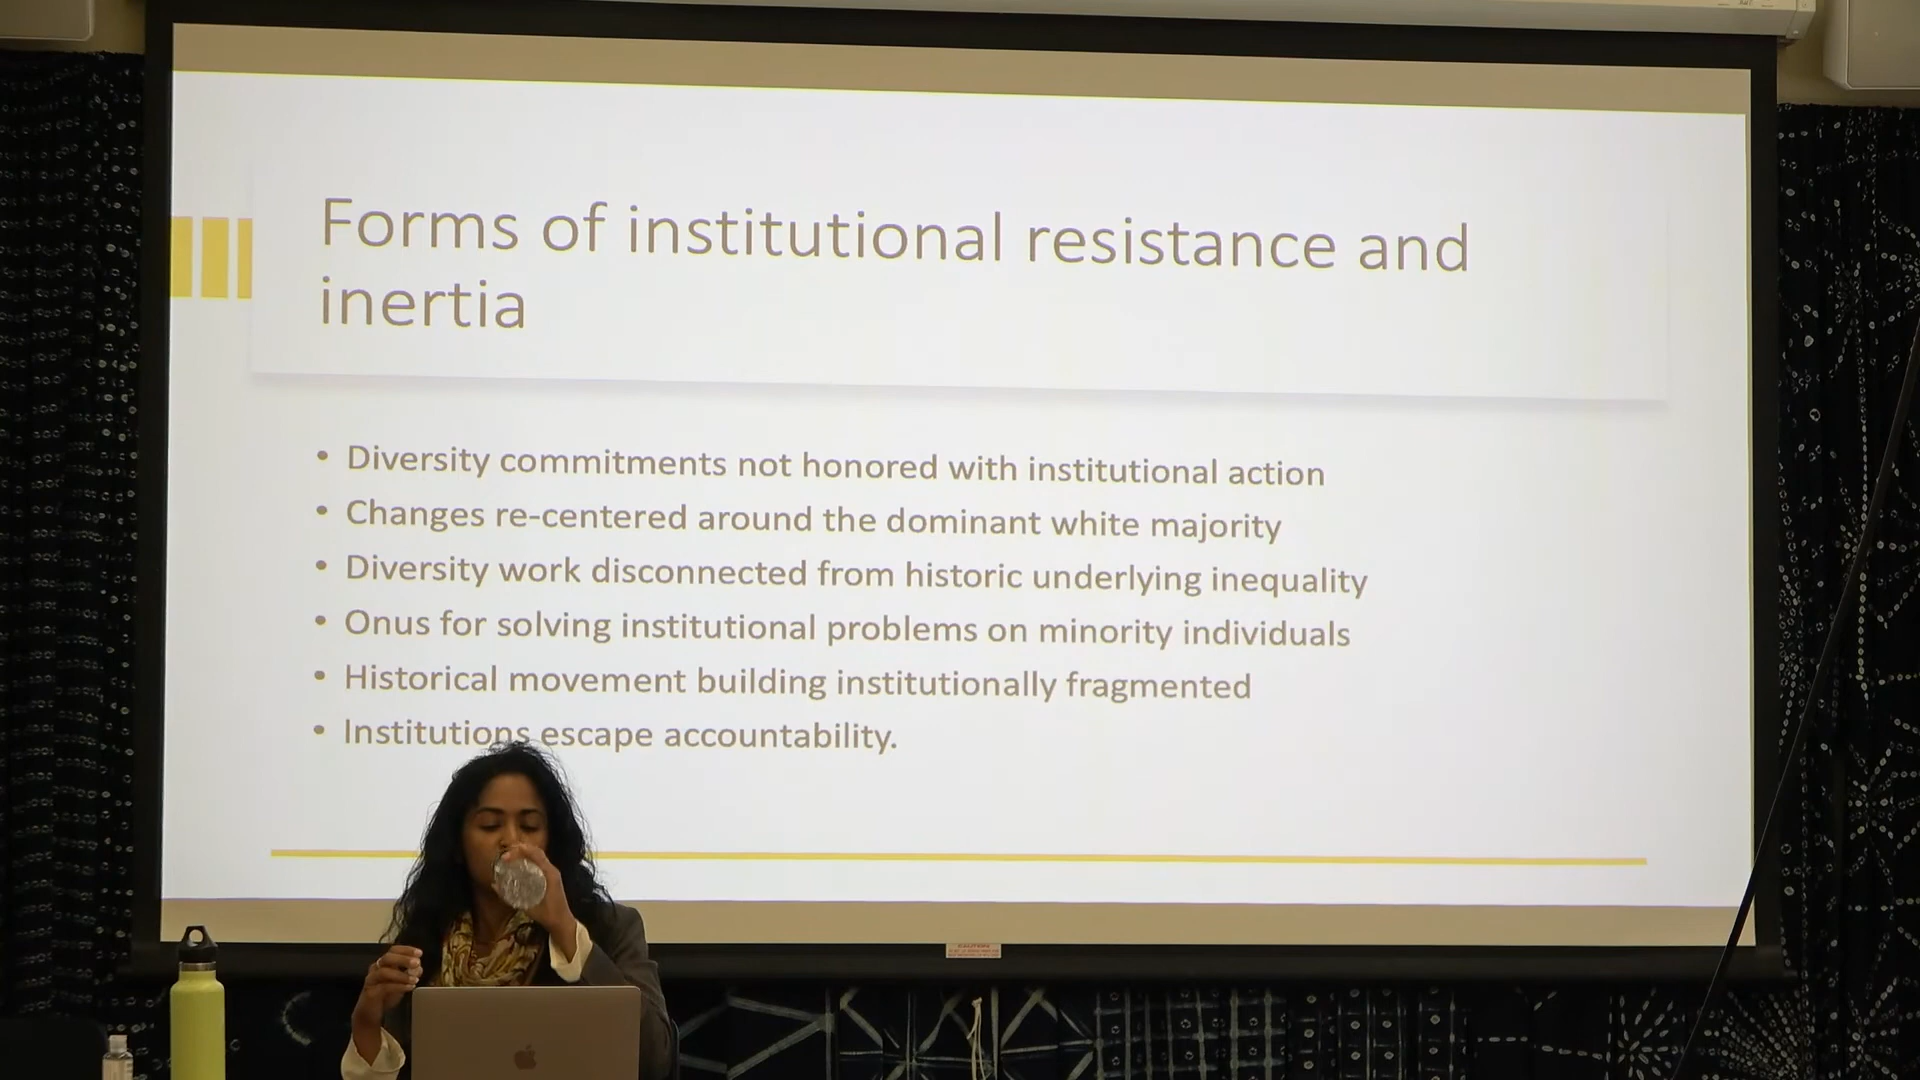 Forms of institutional resistance and
inertia
• Diversity commitments not honored with institutional action
• Changes re-centered around the dominant white majority
• Diversity work disconnected from historic underlying inequality
• Onus for solving institutional problems on minority individuals
• Historical movement building institutionally fragmented
• Institutions escape accountability.